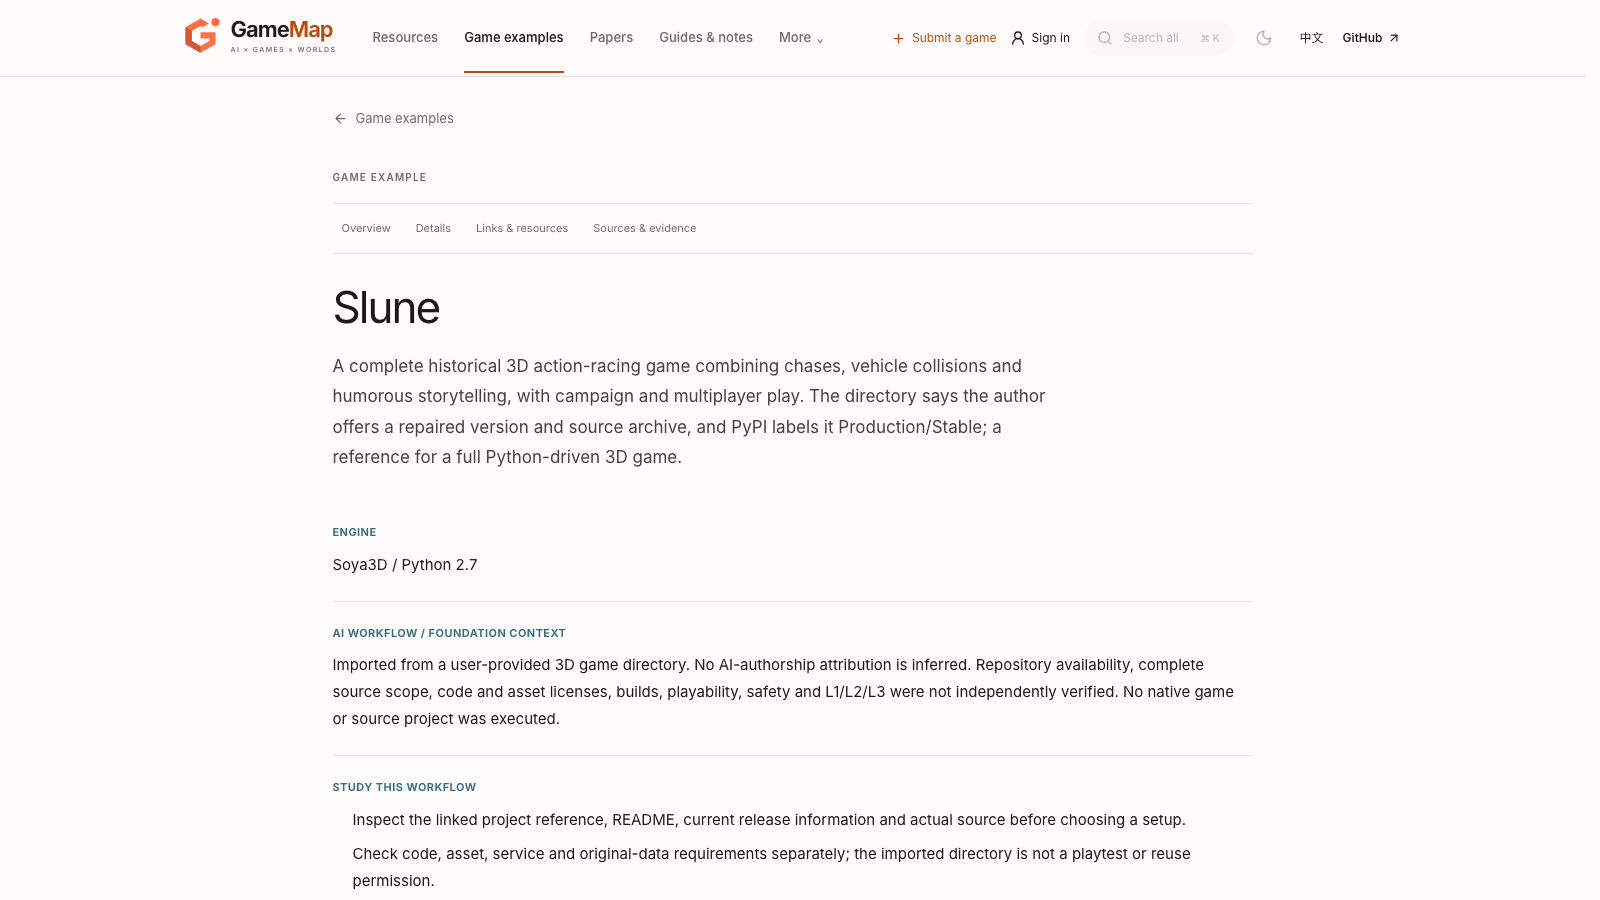 GameMap
AI × GAMES × WORLDS
Resources
Game examples
Papers
Guides & notes
More
Submit a game
Sign in
Search all
⌘ K
中文
GitHub
Game examples
GAME EXAMPLE
Overview
Details
Links & resources
Sources & evidence
Slune
A complete historical 3D action-racing game combining chases, vehicle collisions and
humorous storytelling, with campaign and multiplayer play. The directory says the author
offers a repaired version and source archive, and PyPI labels it Production/Stable; a
reference for a full Python-driven 3D game.
ENGINE
Soya3D / Python 2.7
AI WORKFLOW / FOUNDATION CONTEXT
Imported from a user-provided 3D game directory. No AI-authorship attribution is inferred. Repository availability, complete
source scope, code and asset licenses, builds, playability, safety and L1/L2/L3 were not independently verified. No native game
or source project was executed.
STUDY THIS WORKFLOW
Inspect the linked project reference, README, current release information and actual source before choosing a setup.
Check code, asset, service and original-data requirements separately; the imported directory is not a playtest or reuse
permission.